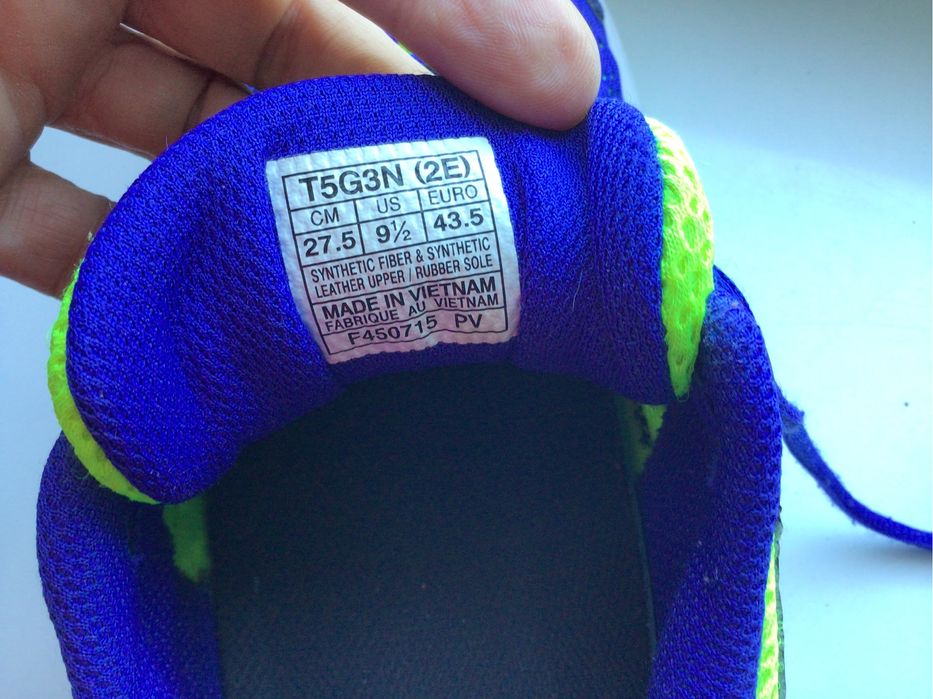 T5G3N (2E)
CM US EURO
27.5 9½ 43.5
SYNTHETIC FIBER & SYNTHETIC
LEATHER UPPER / RUBBER SOLE
MADE IN VIETNAM
FABRIQUE AU VIETNAM
F450715 PV